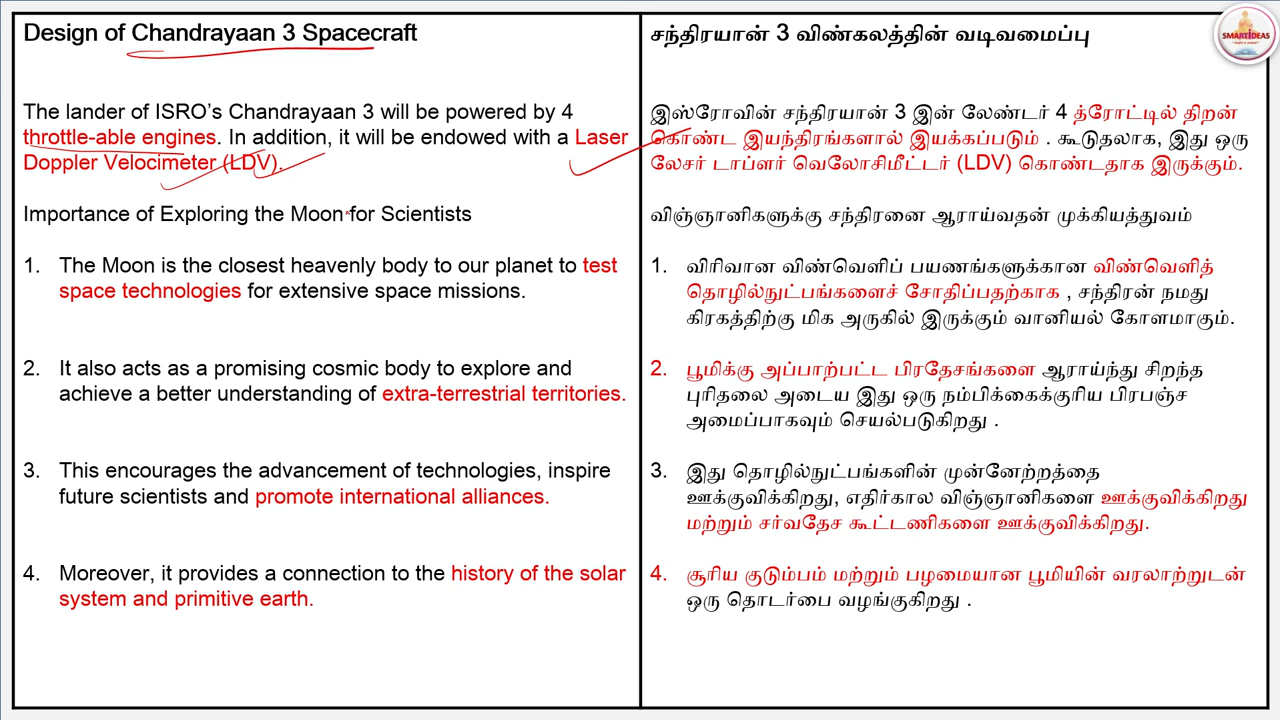 Design of Chandrayaan 3 Spacecraft
The lander of ISRO's Chandrayaan 3 will be powered by 4
throttle-able engines. In addition, it will be endowed with a Laser
Doppler Velocimeter (LDV).
Importance of Exploring the Moon for Scientists
1. The Moon is the closest heavenly body to our planet to test
space technologies for extensive space missions.
2. It also acts as a promising cosmic body to explore and
achieve a better understanding of extra-terrestrial territories.
3. This encourages the advancement of technologies, inspire
future scientists and promote international alliances.
4. Moreover, it provides a connection to the history of the solar
system and primitive earth.
சந்திரயான் 3 விண்கலத்தின் வடிவமைப்பு
இஸ்ரோவின் சந்திரயான் 3 இன் லேண்டர் 4 த்ரோட்டில் திறன்
கொண்ட இயந்திரங்களால் இயக்கப்படும் . கூடுதலாக, இது ஒரு
லேசர் டாப்ளர் வெலோசிமீட்டர் (LDV) கொண்டதாக இருக்கும்.
விஞ்ஞானிகளுக்கு சந்திரனை ஆராய்வதன் முக்கியத்துவம்
1. விரிவான விண்வெளிப் பயணங்களுக்கான விண்வெளித்
தொழில்நுட்பங்களைச் சோதிப்பதற்காக , சந்திரன் நமது
கிரகத்திற்கு மிக அருகில் இருக்கும் வானியல் கோளமாகும்.
2. பூமிக்கு அப்பாற்பட்ட பிரதேசங்களை ஆராய்ந்து சிறந்த
புரிதலை அடைய இது ஒரு நம்பிக்கைக்குரிய பிரபஞ்ச
அமைப்பாகவும் செயல்படுகிறது .
3. இது தொழில்நுட்பங்களின் முன்னேற்றத்தை
ஊக்குவிக்கிறது, எதிர்கால விஞ்ஞானிகளை ஊக்குவிக்கிறது
மற்றும் சர்வதேச கூட்டணிகளை ஊக்குவிக்கிறது.
4. சூரிய குடும்பம் மற்றும் பழமையான பூமியின் வரலாற்றுடன்
ஒரு தொடர்பை வழங்குகிறது .
SMARTIDEAS